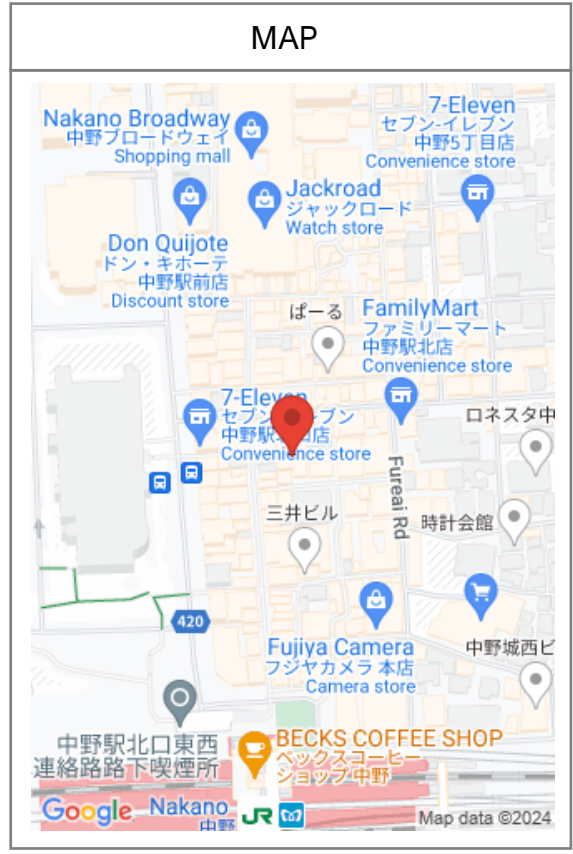 MAP
Nakano Broadway
中野ブロードウェイ
Shopping mall
7-Eleven
セブン-イレブン
中野5丁目店
Convenience store
Jackroad
ジャックロード
Watch store
Don Quijote
ドン・キホーテ
中野駅前店
Discount store
ぱーる
FamilyMart
ファミリーマート
中野駅北店
Convenience store
7-Eleven
セブン イレブン
中野駅 口店
Convenience store
ロネスタ中
Fureai Rd
三井ビル
時計会館
420
Fujiya Camera
フジヤカメラ 本店
Camera store
中野城西ビ
中野駅北口東西
連絡路路下喫煙所
BECKS COFFEE SHOP
ベックスコーヒー
ショップ 中野
Google
Nakano
中野
JR
Map data ©2024